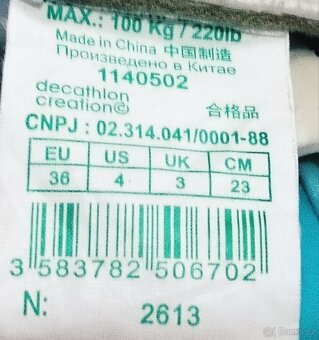 MAX.: 100 Kg / 220lb
Made in China 中国制造
Произведено в Китае
1140502
decathlon
creation© 合格品
CNPJ : 02.314.041/0001-88
EU US UK CM
36 4 3 23
3 583782 506702
N: 2613